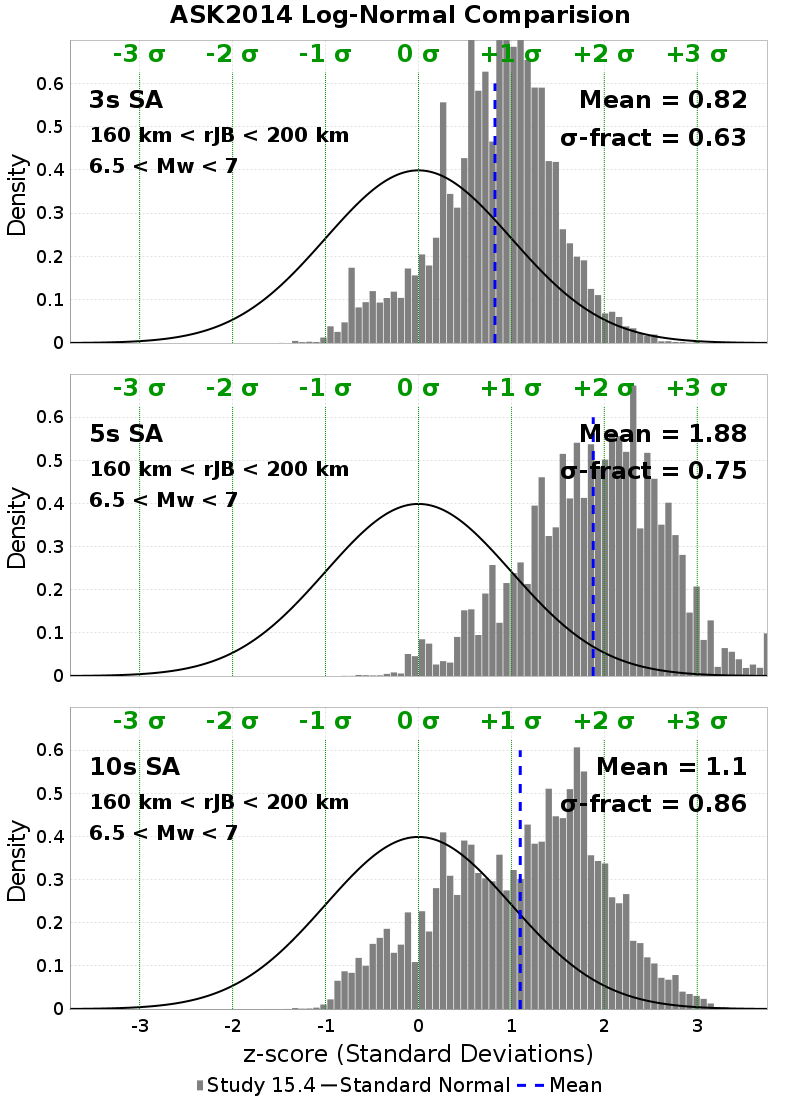 ASK2014 Log-Normal Comparision
-3 σ -2 σ -1 σ 0 σ +1 σ +2 σ +3 σ
0.6
3s SA Mean = 0.82
0.5
160 km < rJB < 200 km σ-fract = 0.63
6.5 < Mw < 7
0.4
0.3
0.2
0.1
0
Density
-3 σ -2 σ -1 σ 0 σ +1 σ +2 σ +3 σ
0.6
5s SA Mean = 1.88
0.5
160 km < rJB < 200 km σ-fract = 0.75
6.5 < Mw < 7
0.4
0.3
0.2
0.1
0
Density
-3 σ -2 σ -1 σ 0 σ +1 σ +2 σ +3 σ
0.6
10s SA Mean = 1.1
0.5
160 km < rJB < 200 km σ-fract = 0.86
6.5 < Mw < 7
0.4
0.3
0.2
0.1
0
Density
-3 -2 -1 0 1 2 3
z-score (Standard Deviations)
Study 15.4 Standard Normal Mean